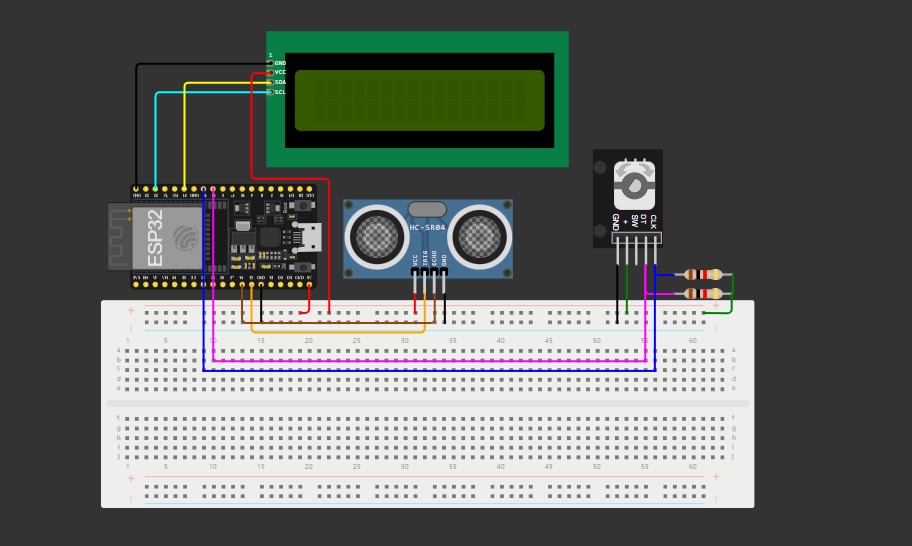 1
GND
VCC
SDA
SCL
ESP32
HC-SR04
VCC
TRIG
ECHO
GND
GND
+
SW
DT
CLK
+ +
1 5 10 15 20 25 30 35 40 45 50 55 60
a a
b b
c c
d d
e e
f f
g g
h h
i i
j j
1 5 10 15 20 25 30 35 40 45 50 55 60
+ +